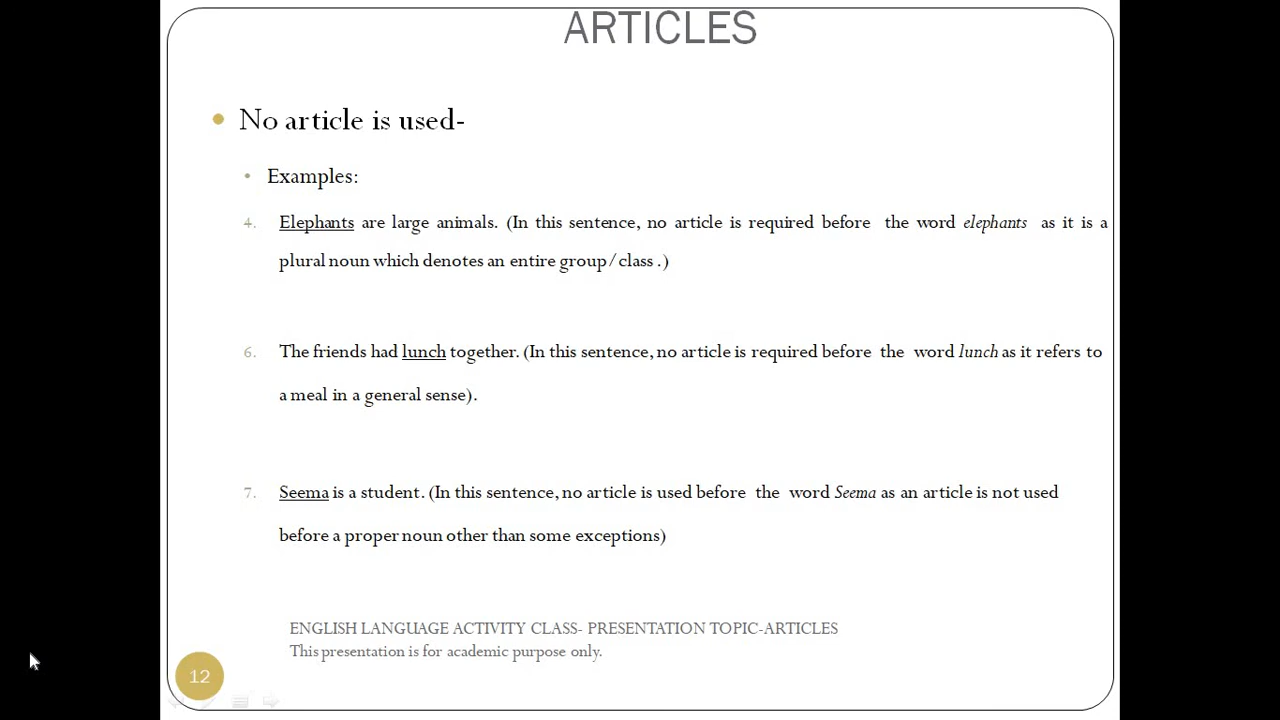 ARTICLES
No article is used-
Examples:
4. Elephants are large animals. (In this sentence, no article is required before the word elephants as it is a
plural noun which denotes an entire group/class .)
6. The friends had lunch together. (In this sentence, no article is required before the word lunch as it refers to
a meal in a general sense).
7. Seema is a student. (In this sentence, no article is used before the word Seema as an article is not used
before a proper noun other than some exceptions)
ENGLISH LANGUAGE ACTIVITY CLASS- PRESENTATION TOPIC-ARTICLES
This presentation is for academic purpose only.
12